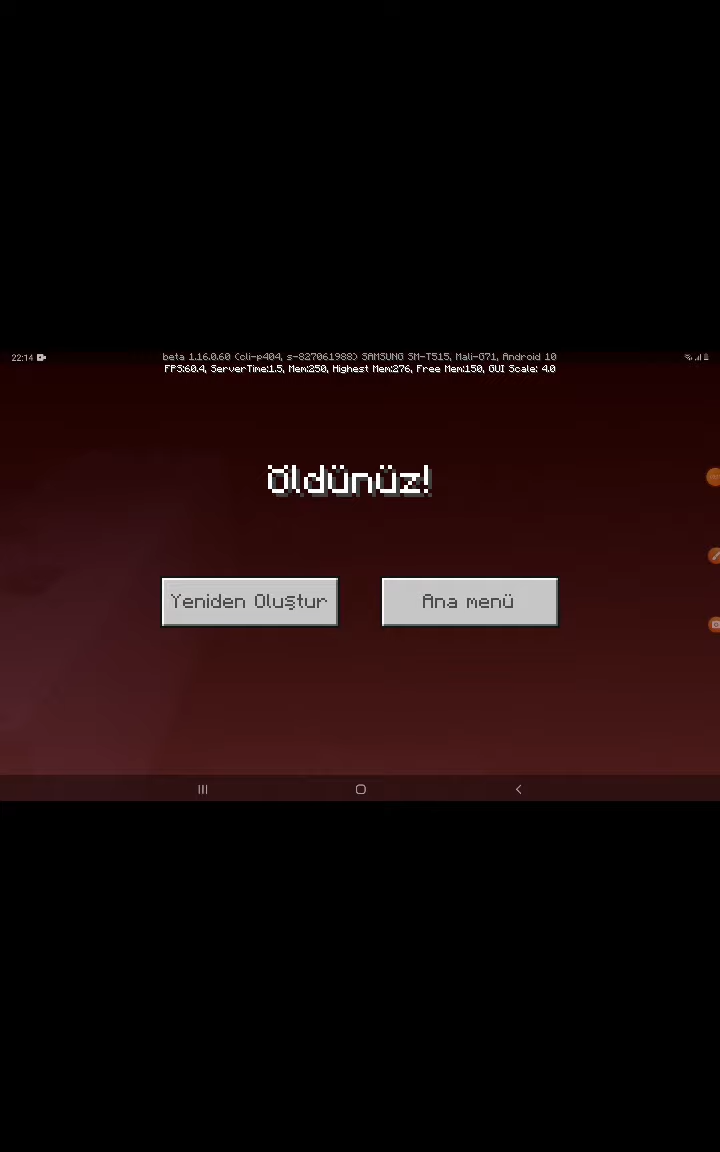 22:14
beta 1.16.0.60 (cli-p404, s-827061988) SAMSUNG SM-T515, Mali-G71, Android 10
FPS:60.4, ServerTime:1.5, Mem:250, Highest Mem:276, Free Mem:150, GUI Scale: 4.0
Öldünüz!
Yeniden Oluştur
Ana menü